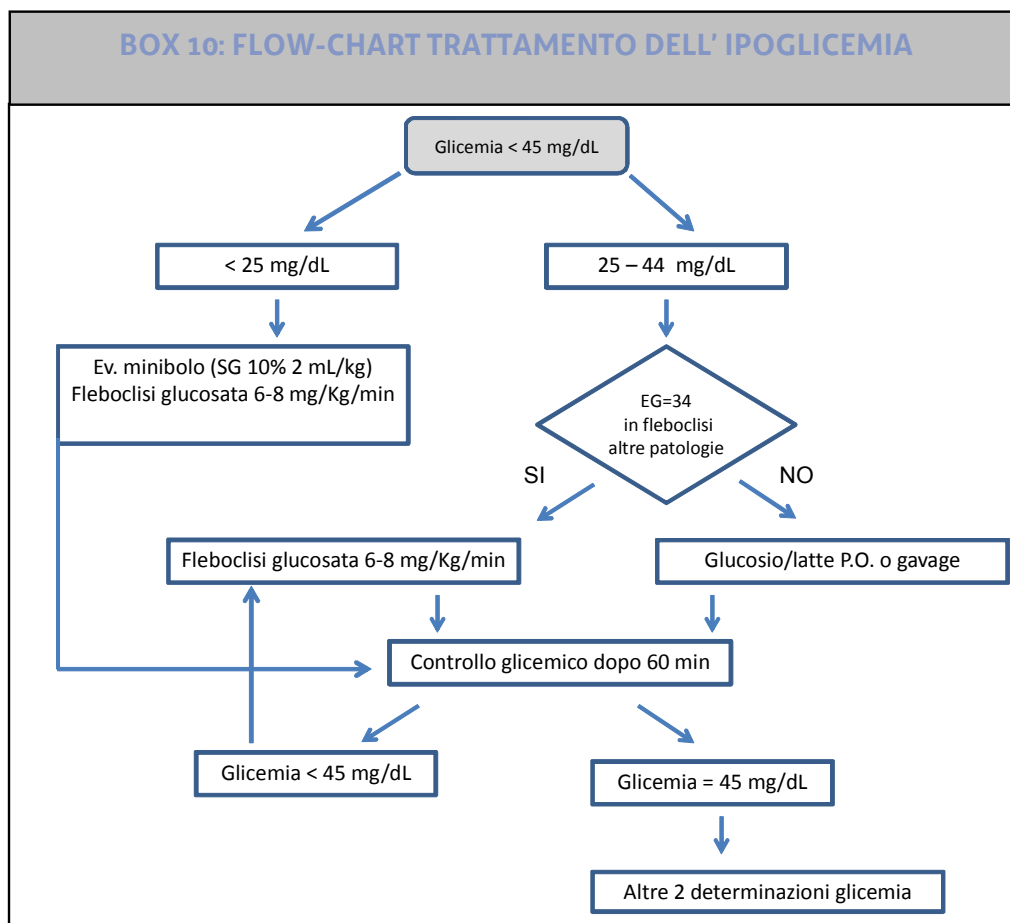 BOX 10: FLOW-CHART TRATTAMENTO DELL' IPOGLICEMIA
Glicemia < 45 mg/dL
< 25 mg/dL
25 – 44 mg/dL
Ev. minibolo (SG 10% 2 mL/kg)
Fleboclisi glucosata 6-8 mg/Kg/min
EG=34
in fleboclisi
altre patologie
SI
NO
Fleboclisi glucosata 6-8 mg/Kg/min
Glucosio/latte P.O. o gavage
Controllo glicemico dopo 60 min
Glicemia < 45 mg/dL
Glicemia = 45 mg/dL
Altre 2 determinazioni glicemia